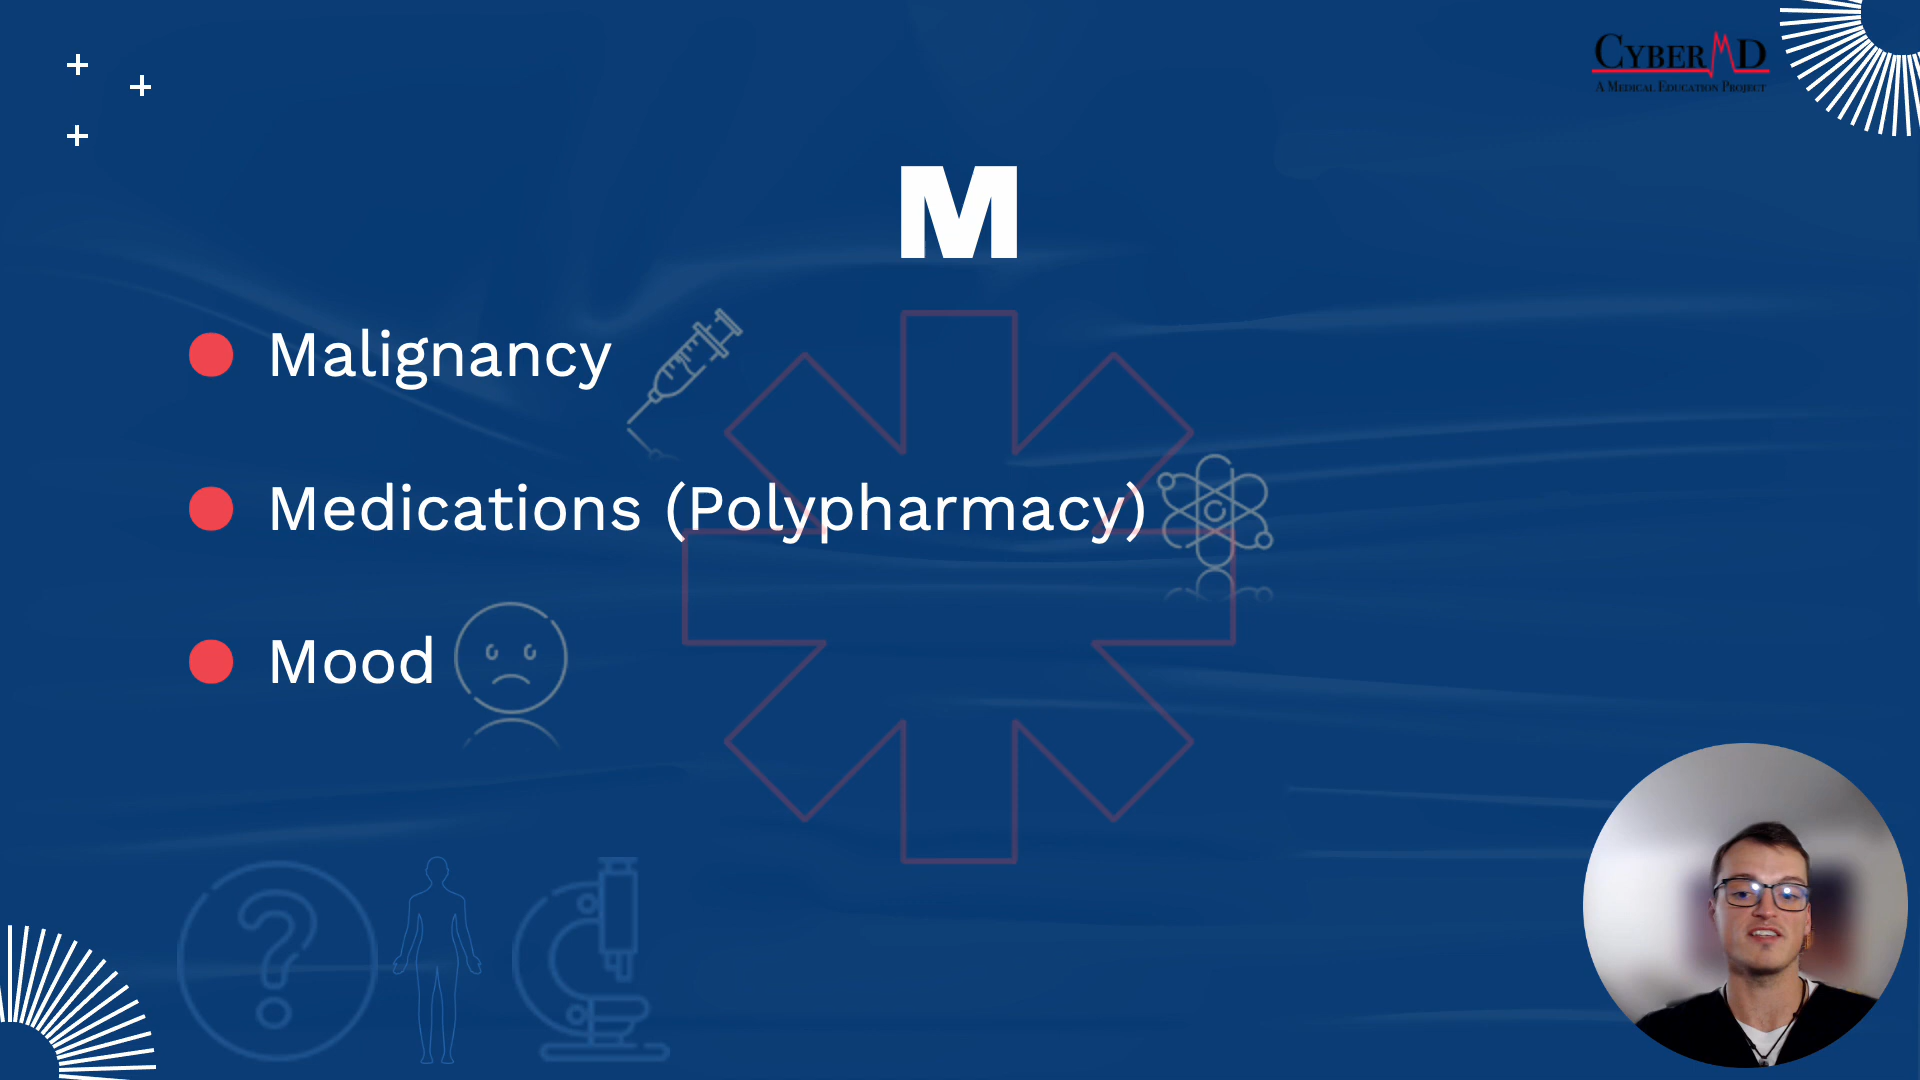 CYBERMD
A MEDICAL EDUCATION PROJECT
M
Malignancy
Medications (Polypharmacy)
Mood